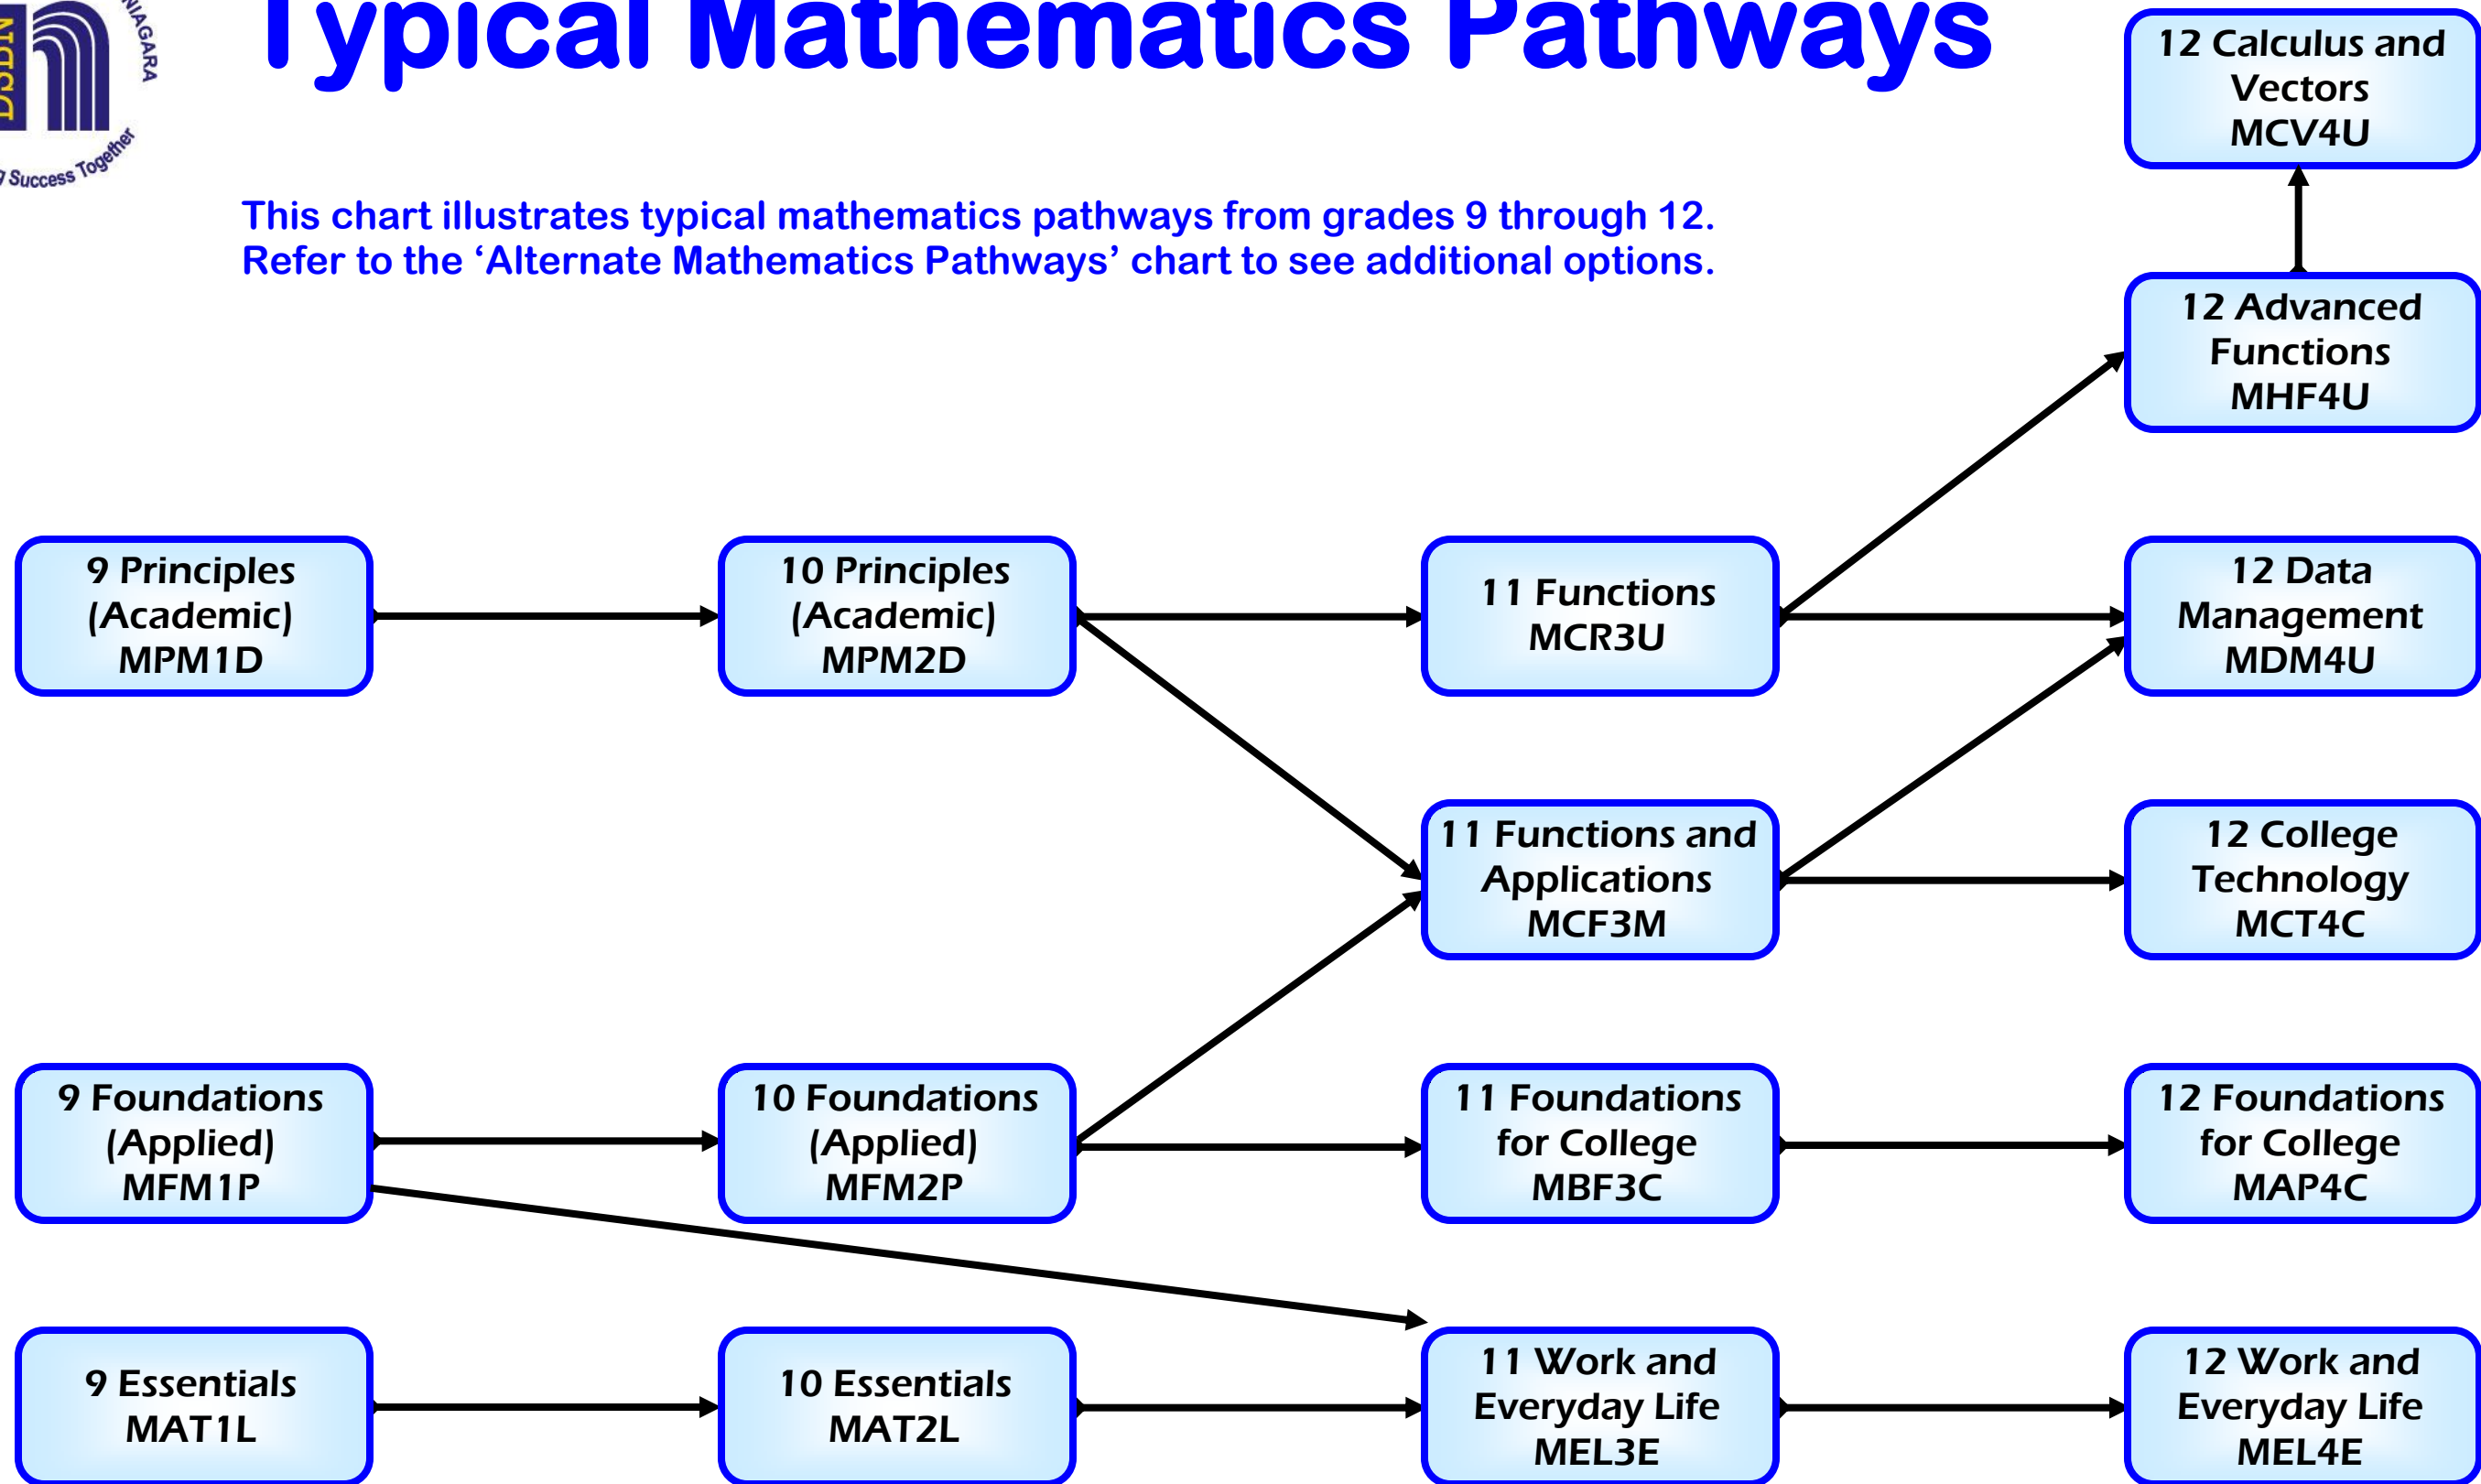 DSBN
NIAGARA
Success Together
Typical Mathematics Pathways
This chart illustrates typical mathematics pathways from grades 9 through 12.
Refer to the ‘Alternate Mathematics Pathways’ chart to see additional options.
12 Calculus and
Vectors
MCV4U
12 Advanced
Functions
MHF4U
9 Principles
(Academic)
MPM1D
10 Principles
(Academic)
MPM2D
11 Functions
MCR3U
12 Data
Management
MDM4U
11 Functions and
Applications
MCF3M
12 College
Technology
MCT4C
9 Foundations
(Applied)
MFM1P
10 Foundations
(Applied)
MFM2P
11 Foundations
for College
MBF3C
12 Foundations
for College
MAP4C
9 Essentials
MAT1L
10 Essentials
MAT2L
11 Work and
Everyday Life
MEL3E
12 Work and
Everyday Life
MEL4E